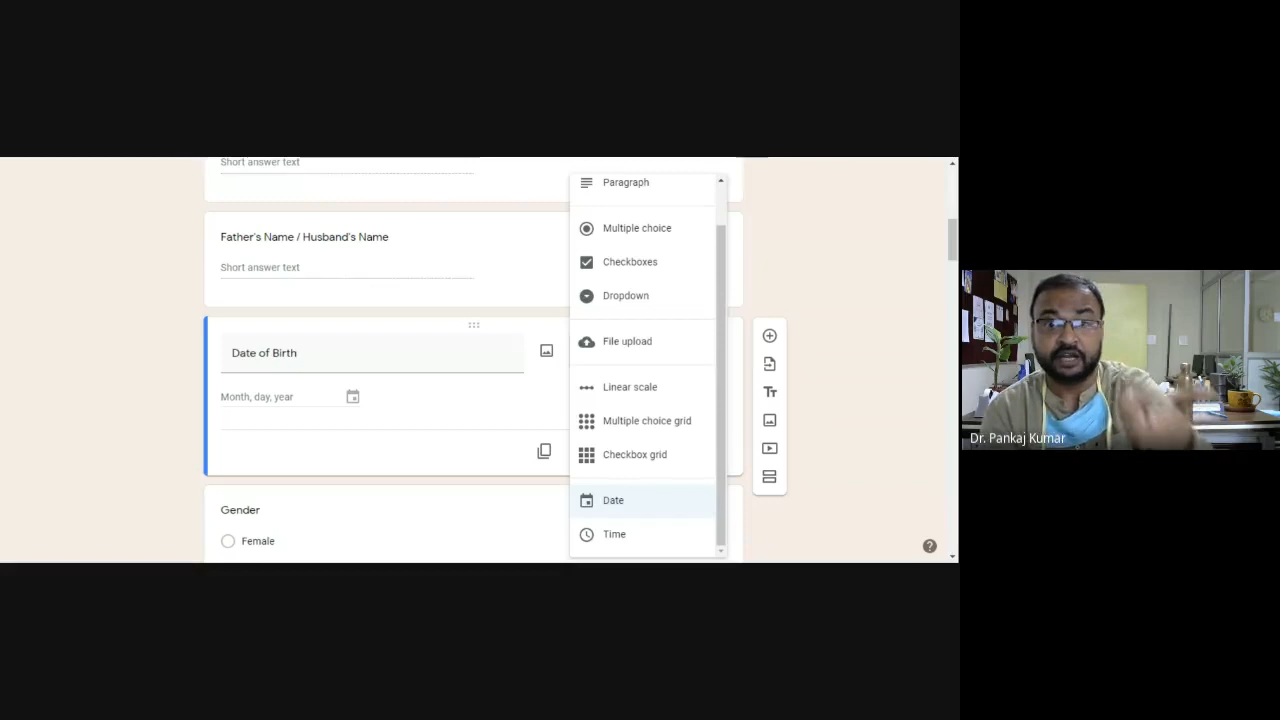 Short answer text
Father's Name / Husband's Name
Short answer text
Date of Birth
Month, day, year
Gender
Female
Paragraph
Multiple choice
Checkboxes
Dropdown
File upload
Linear scale
Multiple choice grid
Checkbox grid
Date
Time
Tт
?
Dr. Pankaj Kumar